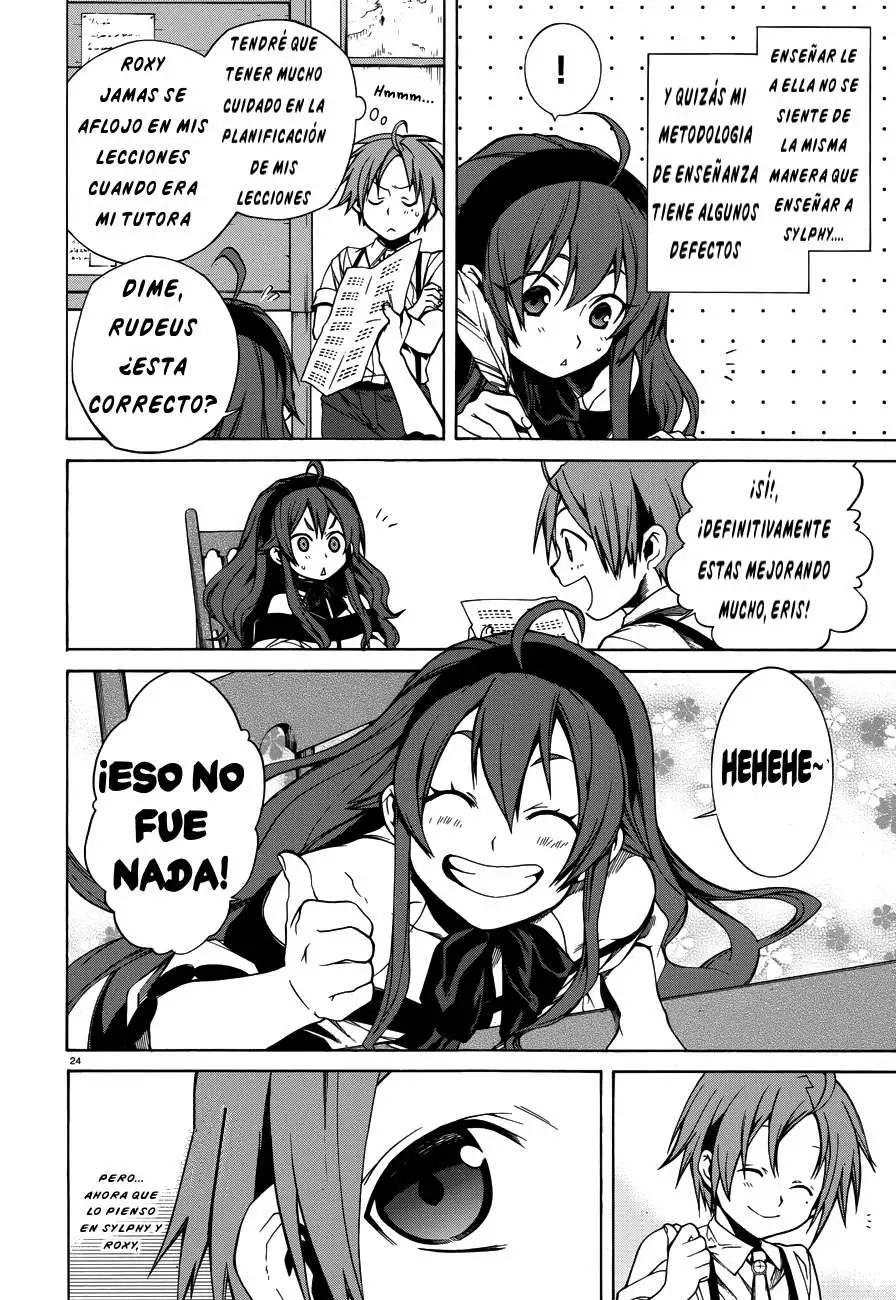 ENSEÑAR LE
A ELLA NO SE
SIENTE DE
LA MISMA
MANERA QUE
ENSEÑAR A
SYLPHY....
Y QUIZÁS MI
METODOLOGIA
DE ENSEÑANZA
TIENE ALGUNOS
DEFECTOS
!
TENDRÉ QUE
TENER MUCHO
CUIDADO EN LA
PLANIFICACIÓN
DE MIS
LECCIONES
Hmmm...
ROXY
JAMAS SE
AFLOJO EN MIS
LECCIONES
CUANDO ERA
MI TUTORA
DIME,
RUDEUS
¿ESTA
CORRECTO?
¡SÍ!,
¡DEFINITIVAMENTE
ESTAS MEJORANDO
MUCHO, ERIS!
HEHEHE~
¡ESO NO
FUE
NADA!
24
PERO...
AHORA QUE
LO PIENSO
EN SYLPHY Y
ROXY,